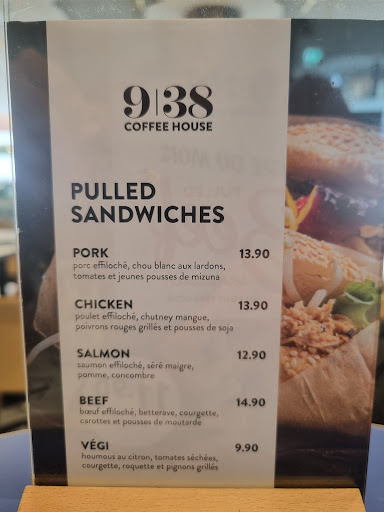 9|38
COFFEE HOUSE
PULLED
SANDWICHES
PORK 13.90
porc effiloché, chou blanc aux lardons,
tomates et jeunes pousses de mizuna
CHICKEN 13.90
poulet effiloché, chutney mangue,
poivrons rouges grillés et pousses de soja
SALMON 12.90
saumon effiloché, séré maigre,
pomme, concombre
BEEF 14.90
bœuf effiloché, betterave, courgette,
carottes et pousses de moutarde
VÉGI 9.90
houmous au citron, tomates séchées,
courgette, roquette et pignons grillés